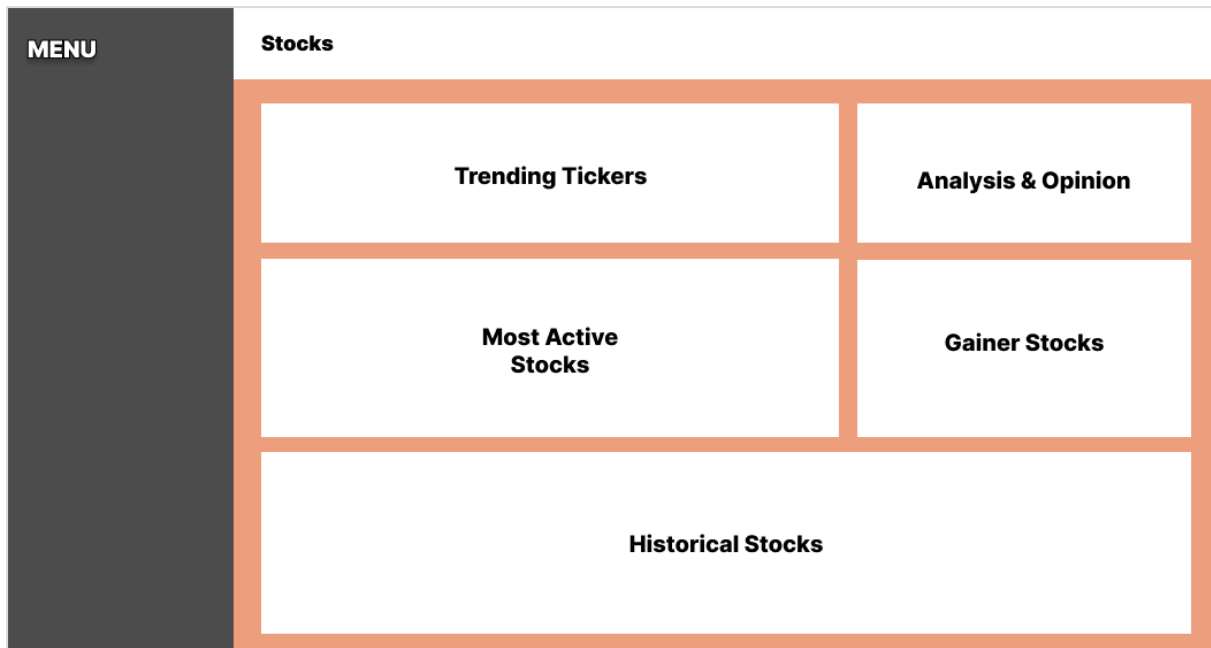 MENU
Stocks
Trending Tickers
Analysis & Opinion
Most Active
Stocks
Gainer Stocks
Historical Stocks